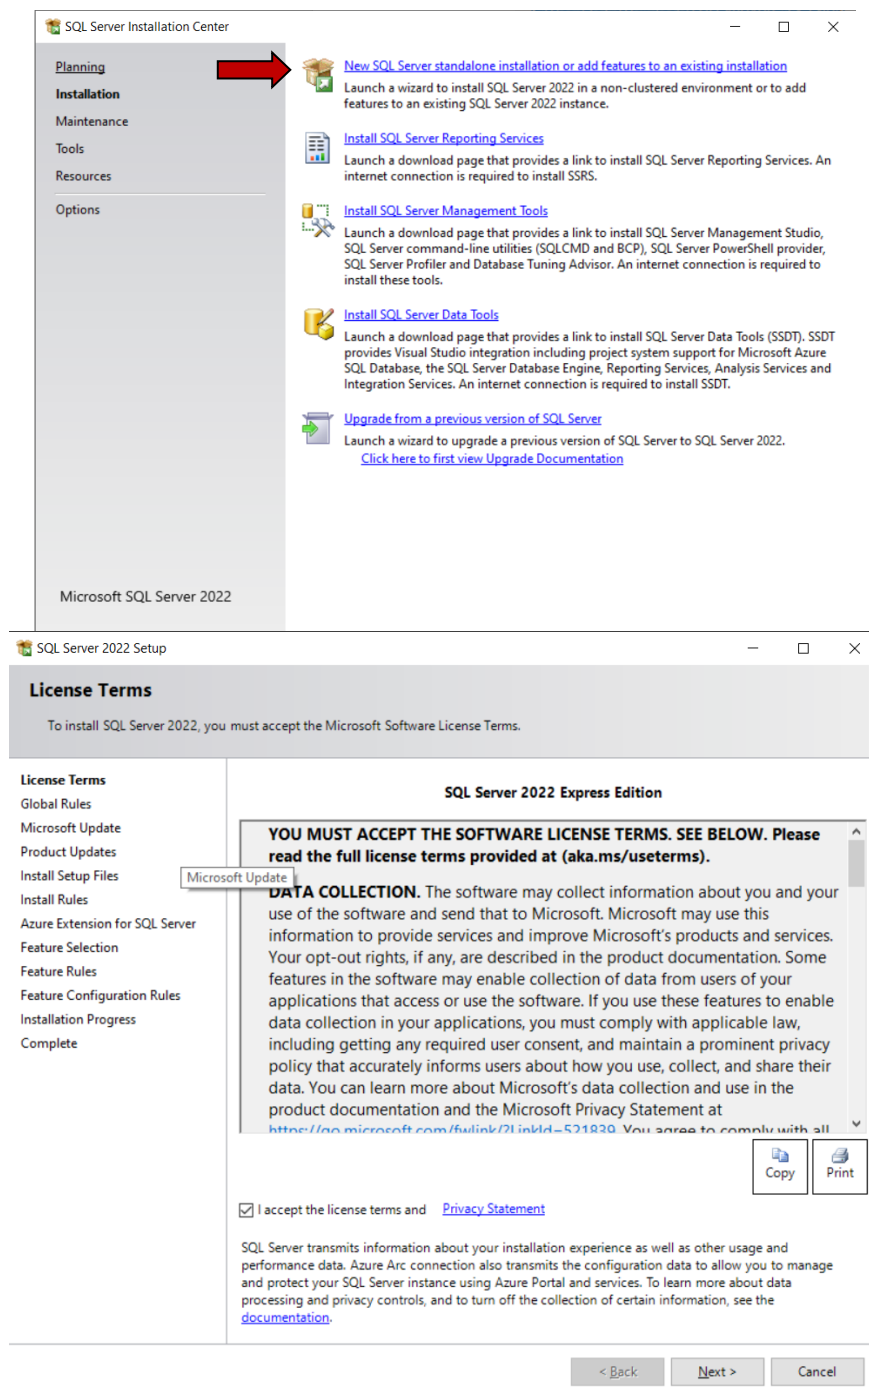 SQL Server Installation Center
Planning
Installation
Maintenance
Tools
Resources
Options
Microsoft SQL Server 2022
New SQL Server standalone installation or add features to an existing installation
Launch a wizard to install SQL Server 2022 in a non-clustered environment or to add
features to an existing SQL Server 2022 instance.
Install SQL Server Reporting Services
Launch a download page that provides a link to install SQL Server Reporting Services. An
internet connection is required to install SSRS.
Install SQL Server Management Tools
Launch a download page that provides a link to install SQL Server Management Studio,
SQL Server command-line utilities (SQLCMD and BCP), SQL Server PowerShell provider,
SQL Server Profiler and Database Tuning Advisor. An internet connection is required to
install these tools.
Install SQL Server Data Tools
Launch a download page that provides a link to install SQL Server Data Tools (SSDT). SSDT
provides Visual Studio integration including project system support for Microsoft Azure
SQL Database, the SQL Server Database Engine, Reporting Services, Analysis Services and
Integration Services. An internet connection is required to install SSDT.
Upgrade from a previous version of SQL Server
Launch a wizard to upgrade a previous version of SQL Server to SQL Server 2022.
Click here to first view Upgrade Documentation
SQL Server 2022 Setup
License Terms
To install SQL Server 2022, you must accept the Microsoft Software License Terms.
License Terms
Global Rules
Microsoft Update
Product Updates
Install Setup Files
Install Rules
Azure Extension for SQL Server
Feature Selection
Feature Rules
Feature Configuration Rules
Installation Progress
Complete
Microsoft Update
SQL Server 2022 Express Edition
YOU MUST ACCEPT THE SOFTWARE LICENSE TERMS. SEE BELOW. Please
read the full license terms provided at (aka.ms/useterms).
DATA COLLECTION. The software may collect information about you and your
use of the software and send that to Microsoft. Microsoft may use this
information to provide services and improve Microsoft's products and services.
Your opt-out rights, if any, are described in the product documentation. Some
features in the software may enable collection of data from users of your
applications that access or use the software. If you use these features to enable
data collection in your applications, you must comply with applicable law,
including getting any required user consent, and maintain a prominent privacy
policy that accurately informs users about how you use, collect, and share their
data. You can learn more about Microsoft's data collection and use in the
product documentation and the Microsoft Privacy Statement at
https://go.microsoft.com/fwlink/?LinkId=521839. You agree to comply with all
Copy
Print
I accept the license terms and Privacy Statement
SQL Server transmits information about your installation experience as well as other usage and
performance data. Azure Arc connection also transmits the configuration data to allow you to manage
and protect your SQL Server instance using Azure Portal and services. To learn more about data
processing and privacy controls, and to turn off the collection of certain information, see the
documentation.
< Back
Next >
Cancel